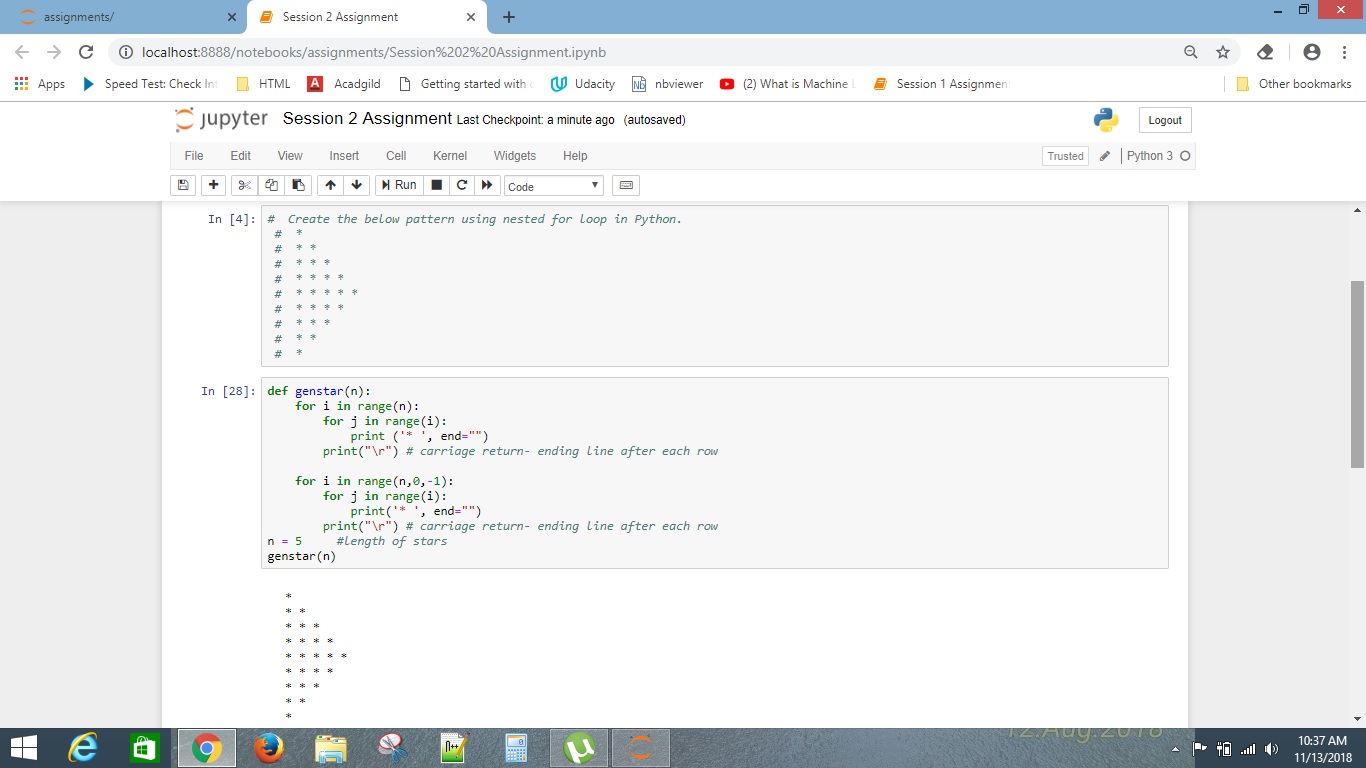 assignments/
Session 2 Assignment
localhost:8888/notebooks/assignments/Session%202%20Assignment.ipynb
Apps Speed Test: Check Int HTML Acadgild Getting started with Udacity nbviewer (2) What is Machine L Session 1 Assignmen Other bookmarks
jupyter Session 2 Assignment Last Checkpoint: a minute ago (autosaved) Logout
File Edit View Insert Cell Kernel Widgets Help Trusted Python 3
Run Code
In [4]: #  Create the below pattern using nested for loop in Python.
#  *
#  * *
#  * * *
#  * * * *
#  * * * * *
#  * * * *
#  * * *
#  * *
#  *
In [28]: def genstar(n):
    for i in range(n):
        for j in range(i):
            print ('* ', end="")
        print("\r") # carriage return- ending line after each row
    for i in range(n,0,-1):
        for j in range(i):
            print('* ', end="")
        print("\r") # carriage return- ending line after each row
n = 5     #length of stars
genstar(n)
*
* *
* * *
* * * *
* * * * *
* * * *
* * *
* *
*
12.Aug.2018
10:37 AM
11/13/2018